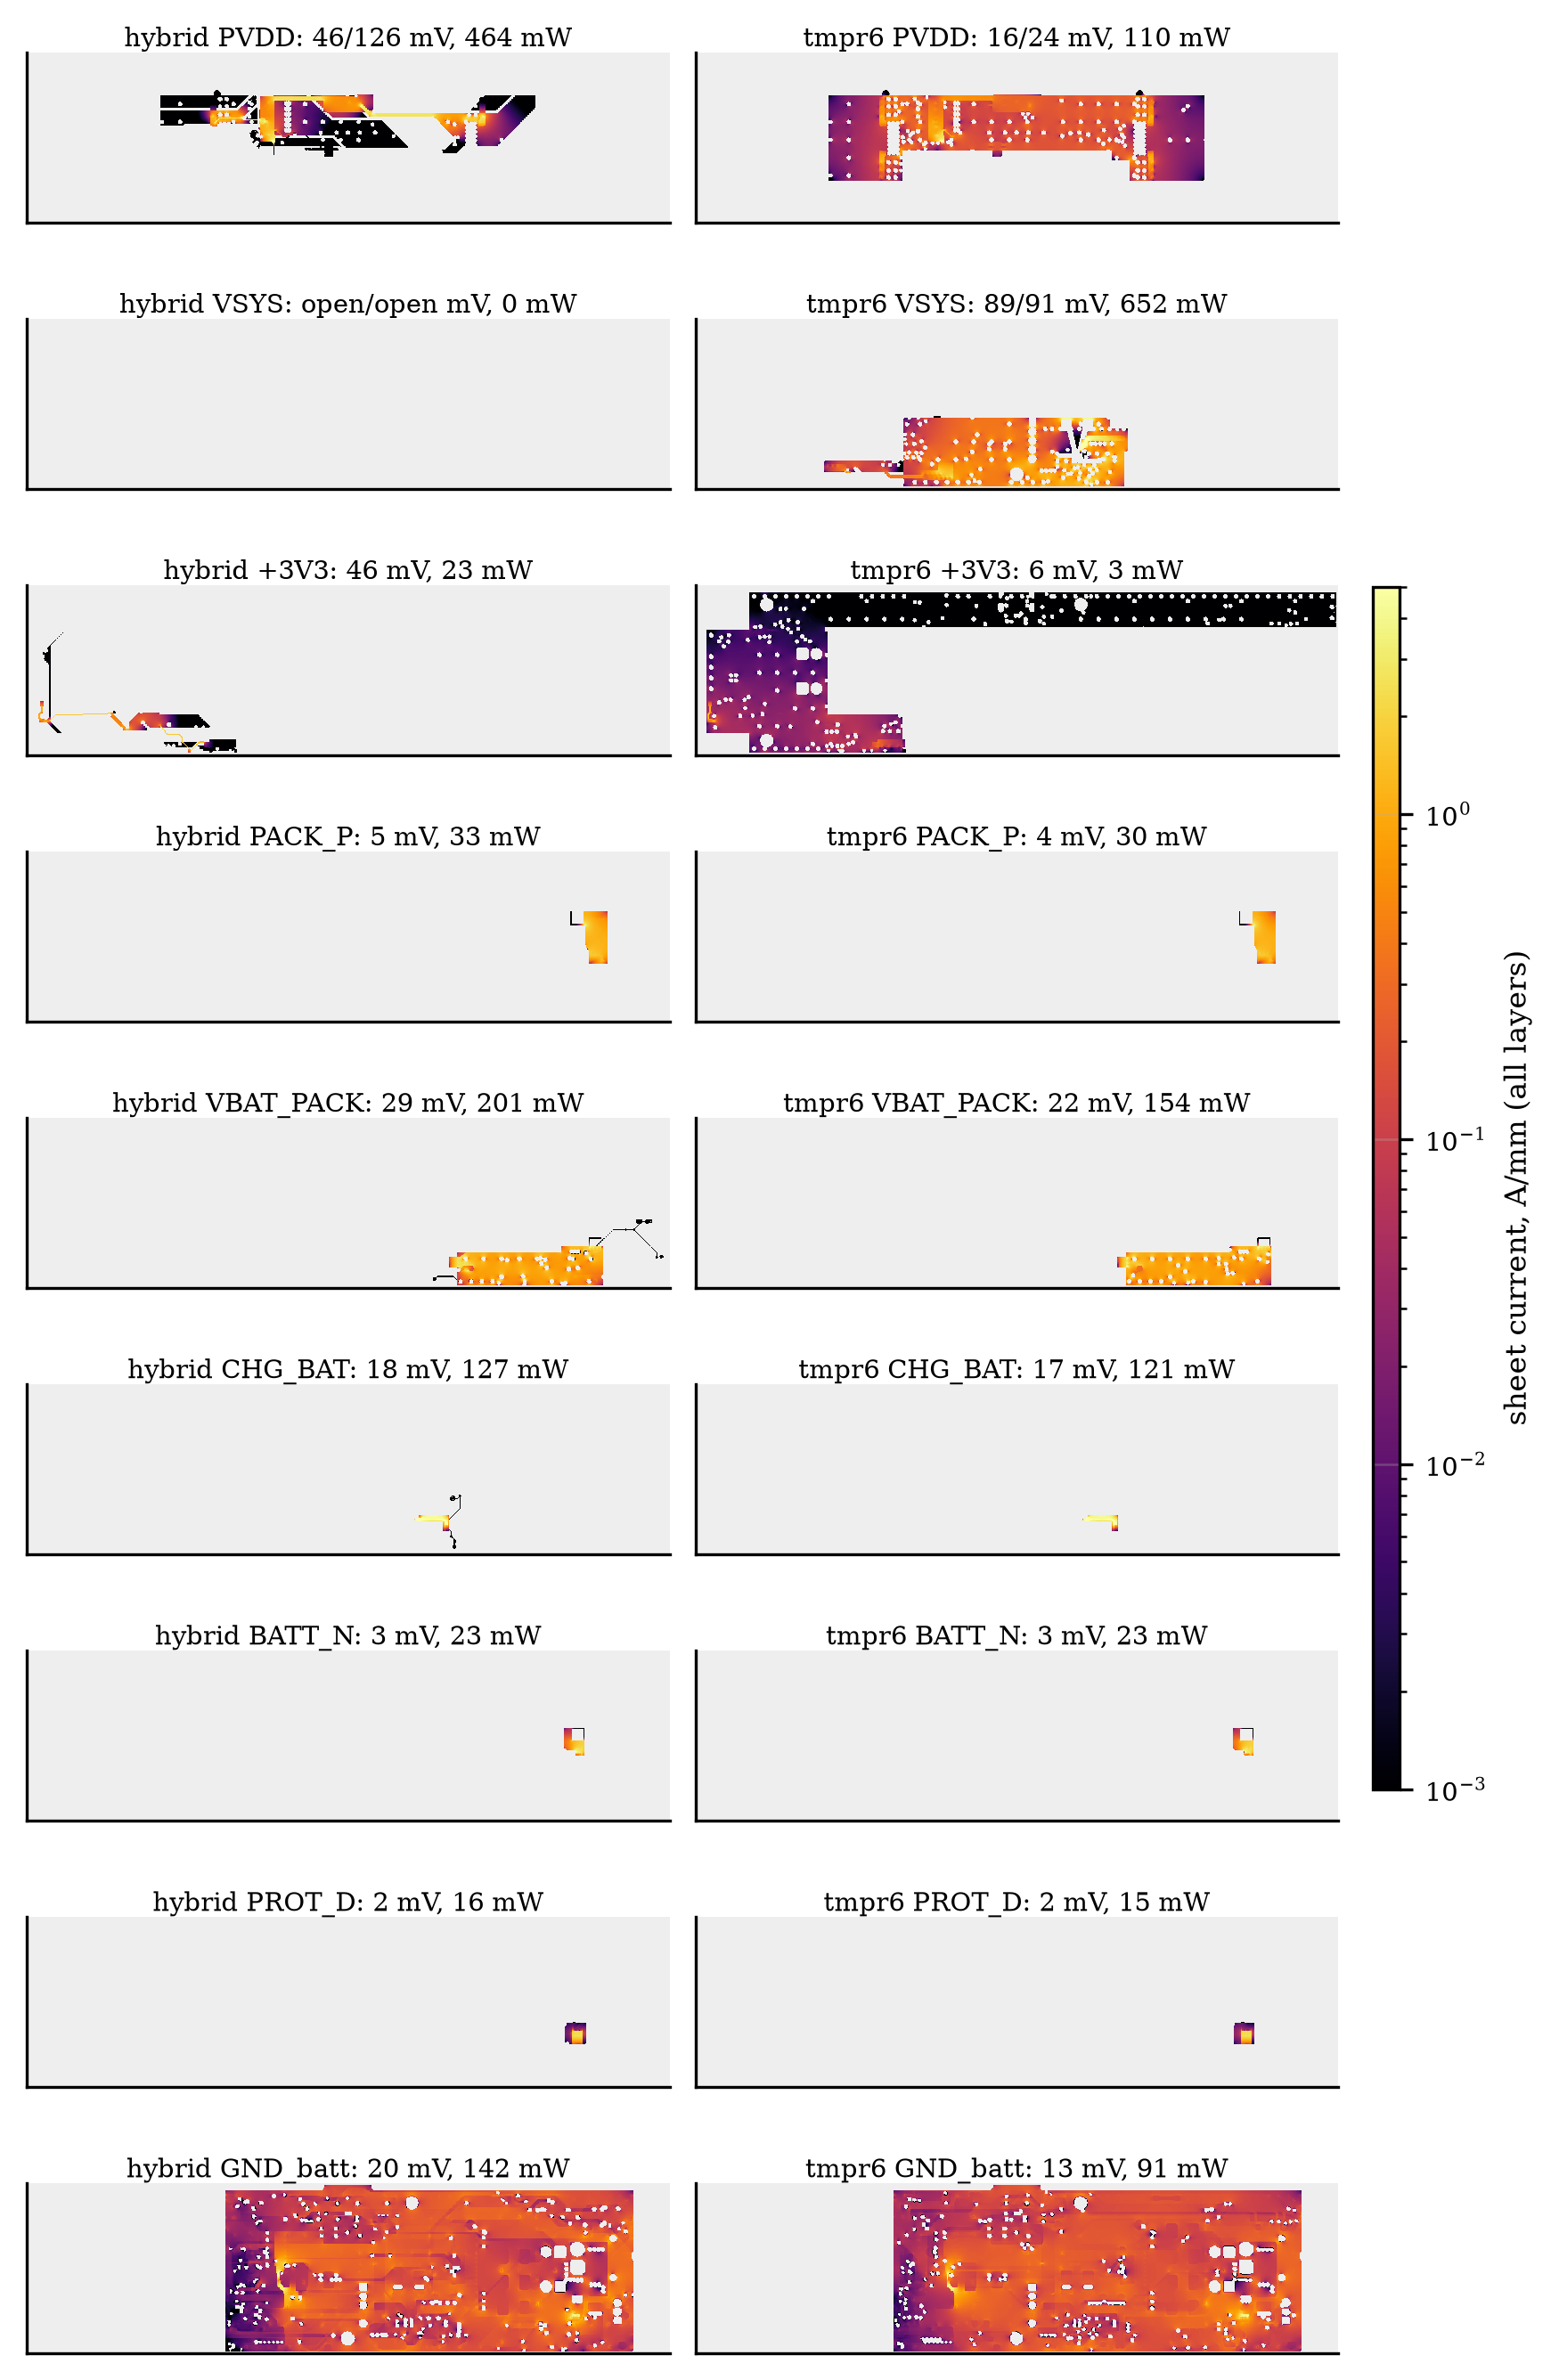 hybrid PVDD: 46/126 mV, 464 mW
tmpr6 PVDD: 16/24 mV, 110 mW
hybrid VSYS: open/open mV, 0 mW
tmpr6 VSYS: 89/91 mV, 652 mW
hybrid +3V3: 46 mV, 23 mW
tmpr6 +3V3: 6 mV, 3 mW
hybrid PACK_P: 5 mV, 33 mW
tmpr6 PACK_P: 4 mV, 30 mW
hybrid VBAT_PACK: 29 mV, 201 mW
tmpr6 VBAT_PACK: 22 mV, 154 mW
hybrid CHG_BAT: 18 mV, 127 mW
tmpr6 CHG_BAT: 17 mV, 121 mW
hybrid BATT_N: 3 mV, 23 mW
tmpr6 BATT_N: 3 mV, 23 mW
hybrid PROT_D: 2 mV, 16 mW
tmpr6 PROT_D: 2 mV, 15 mW
hybrid GND_batt: 20 mV, 142 mW
tmpr6 GND_batt: 13 mV, 91 mW
10⁰
10⁻¹
10⁻²
10⁻³
sheet current, A/mm (all layers)